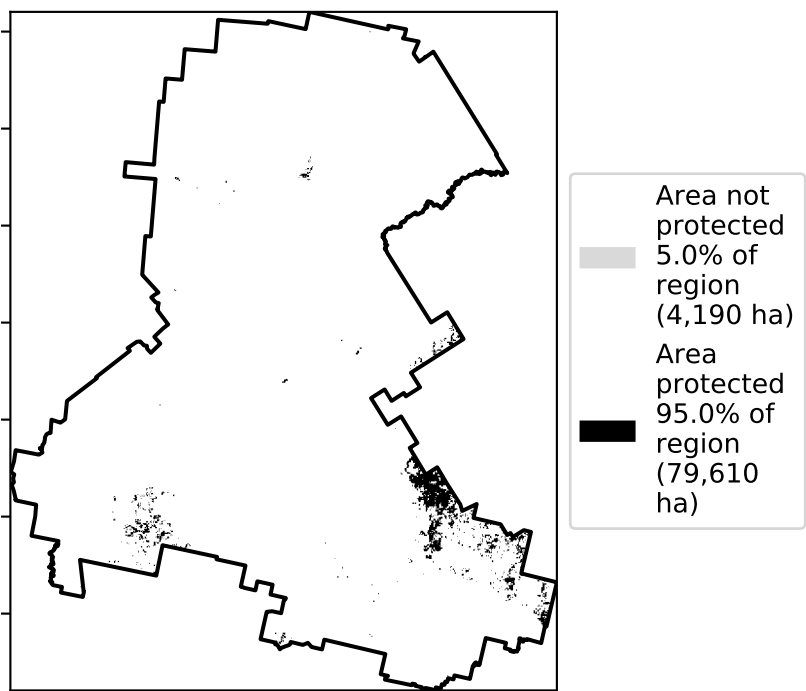 Area not
protected
5.0% of
region
(4,190 ha)
Area
protected
95.0% of
region
(79,610
ha)